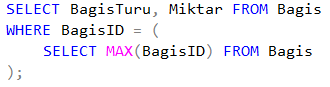 SELECT BagisTuru, Miktar FROM Bagis
WHERE BagisID = (
    SELECT MAX(BagisID) FROM Bagis
);